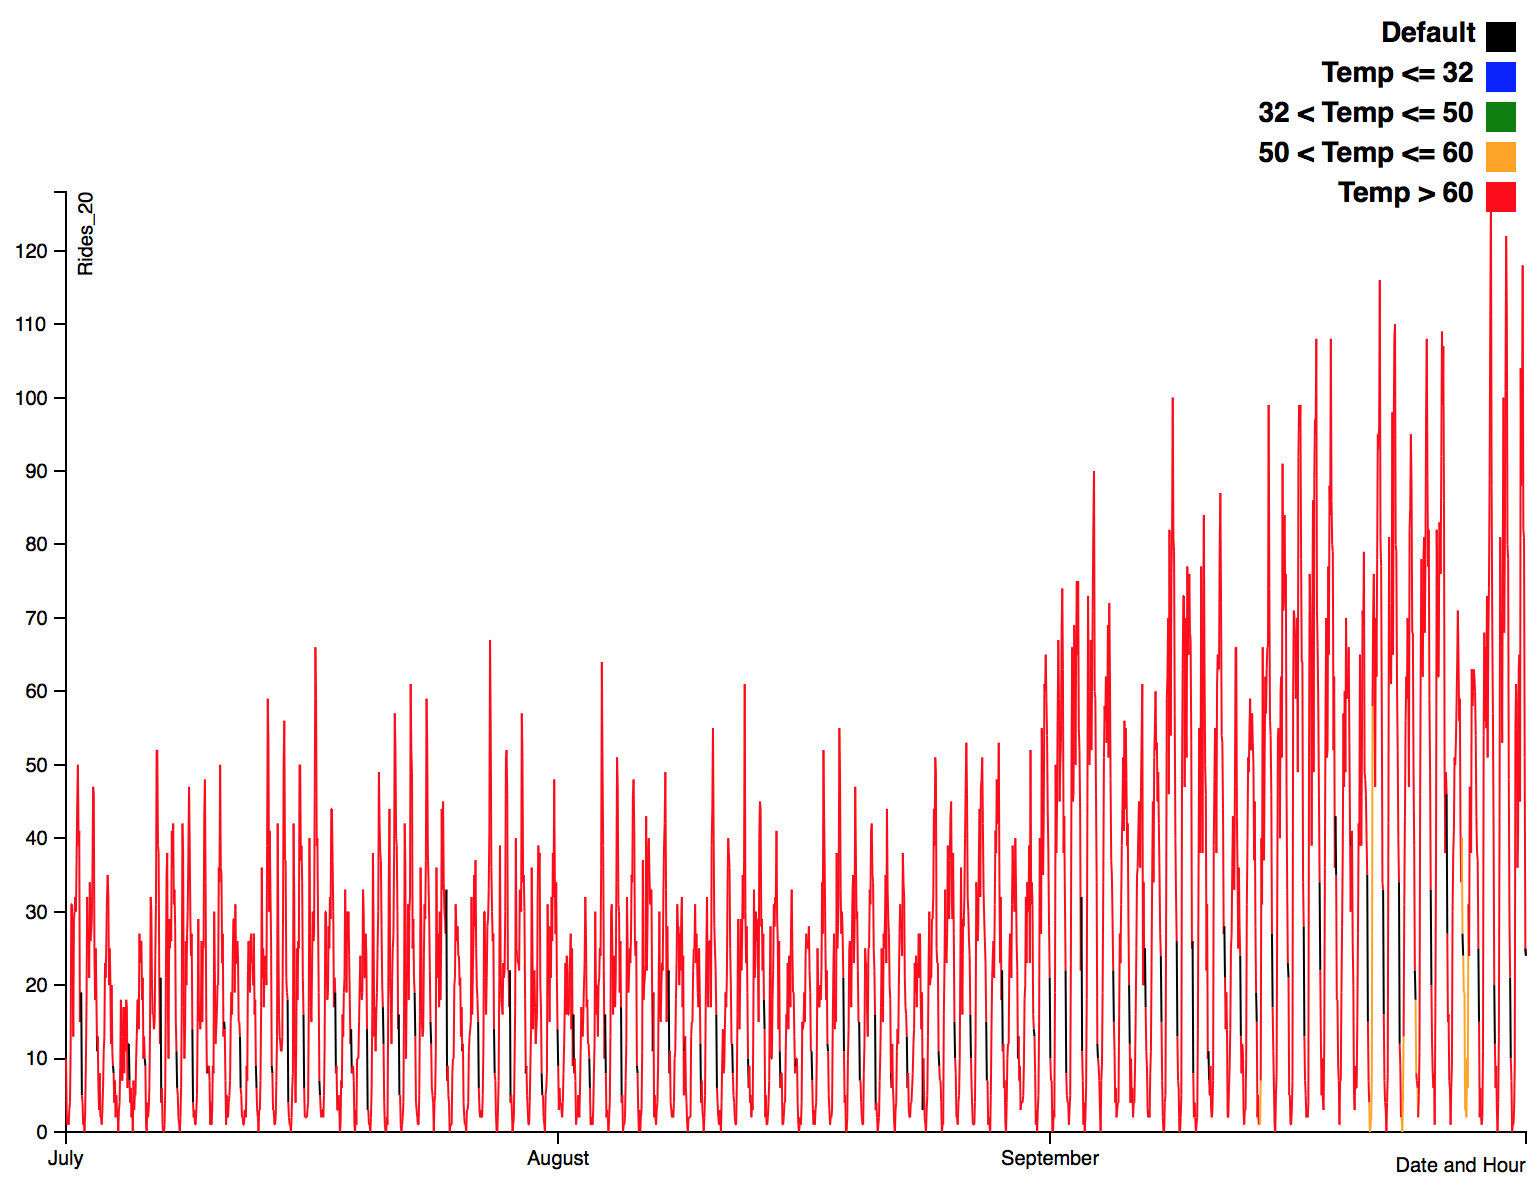 Default
Temp <= 32
32 < Temp <= 50
50 < Temp <= 60
Temp > 60
Rides_20
120
110
100
90
80
70
60
50
40
30
20
10
0
July
August
September
Date and Hour